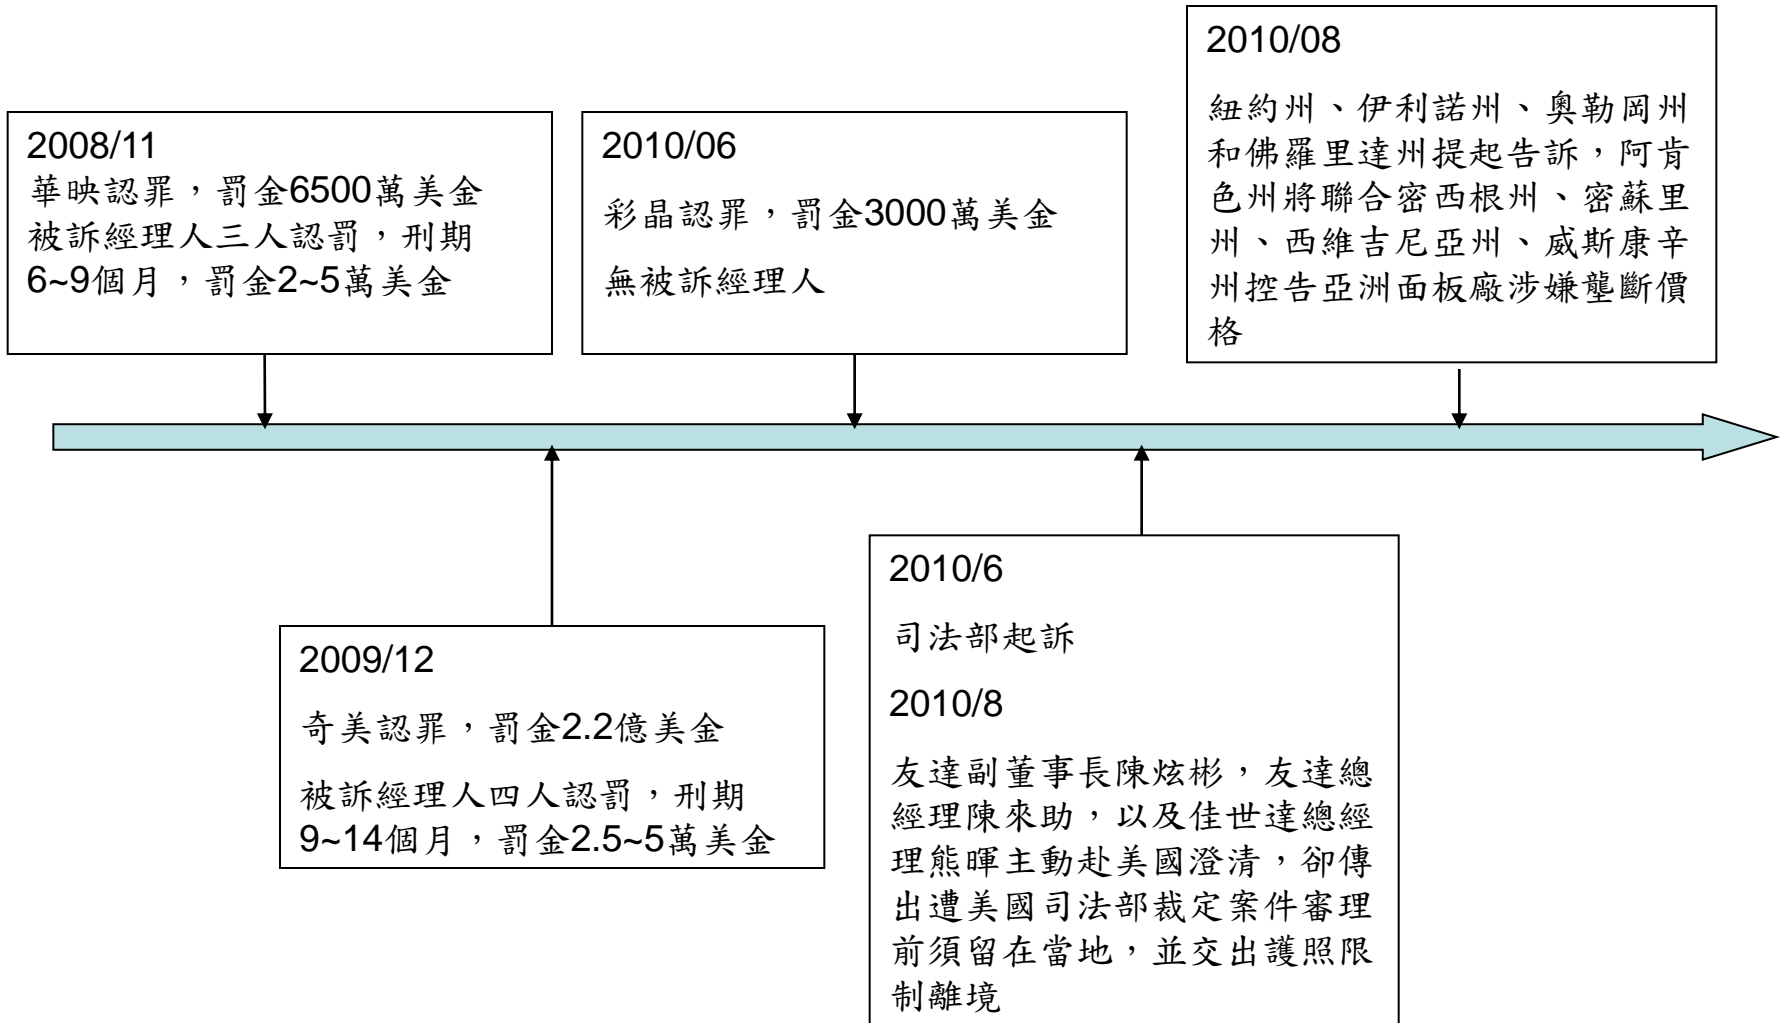 2008/11
華映認罪，罰金6500萬美金
被訴經理人三人認罰，刑期
6~9個月，罰金2~5萬美金
2010/06
彩晶認罪，罰金3000萬美金
無被訴經理人
2010/08
紐約州、伊利諾州、奧勒岡州
和佛羅里達州提起告訴，阿肯
色州將聯合密西根州、密蘇里
州、西維吉尼亞州、威斯康辛
州控告亞洲面板廠涉嫌壟斷價
格
2009/12
奇美認罪，罰金2.2億美金
被訴經理人四人認罰，刑期
9~14個月，罰金2.5~5萬美金
2010/6
司法部起訴
2010/8
友達副董事長陳炫彬，友達總
經理陳來助，以及佳世達總經
理熊暉主動赴美國澄清，卻傳
出遭美國司法部裁定案件審理
前須留在當地，並交出護照限
制離境